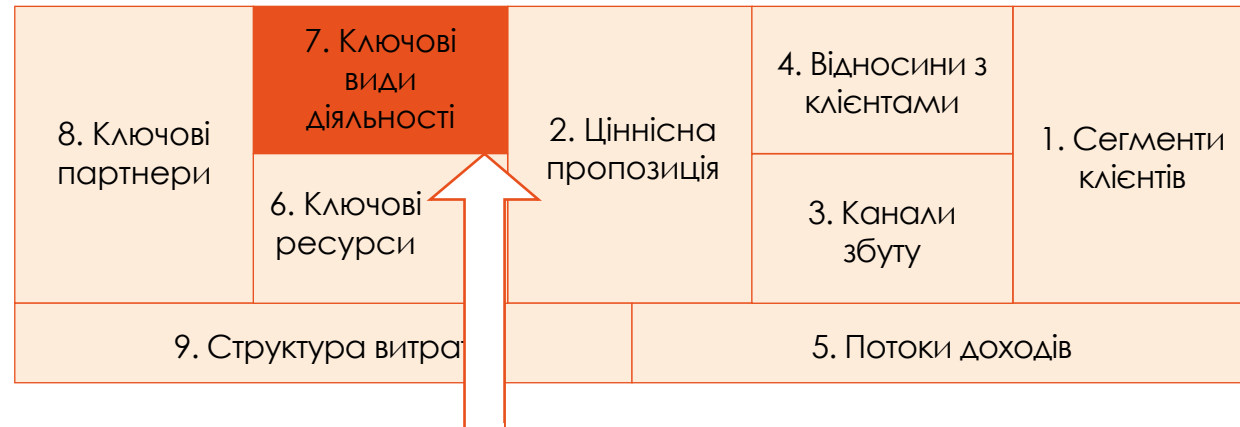 8. Ключові
партнери
7. Ключові
види
діяльності
6. Ключові
ресурси
2. Ціннісна
пропозиція
4. Відносини з
клієнтами
3. Канали
збуту
1. Сегменти
клієнтів
9. Структура витрат
5. Потоки доходів